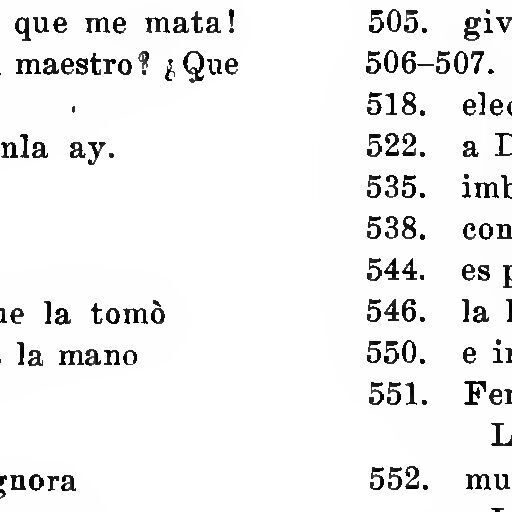 que me mata!
maestro? ¿Que
nla ay.
ue la tomò
la mano
gnora
505. giv
506–507.
518. elec
522. a D
535. imb
538. con
544. es p
546. la
550. e in
551. Fer
L
552. mu